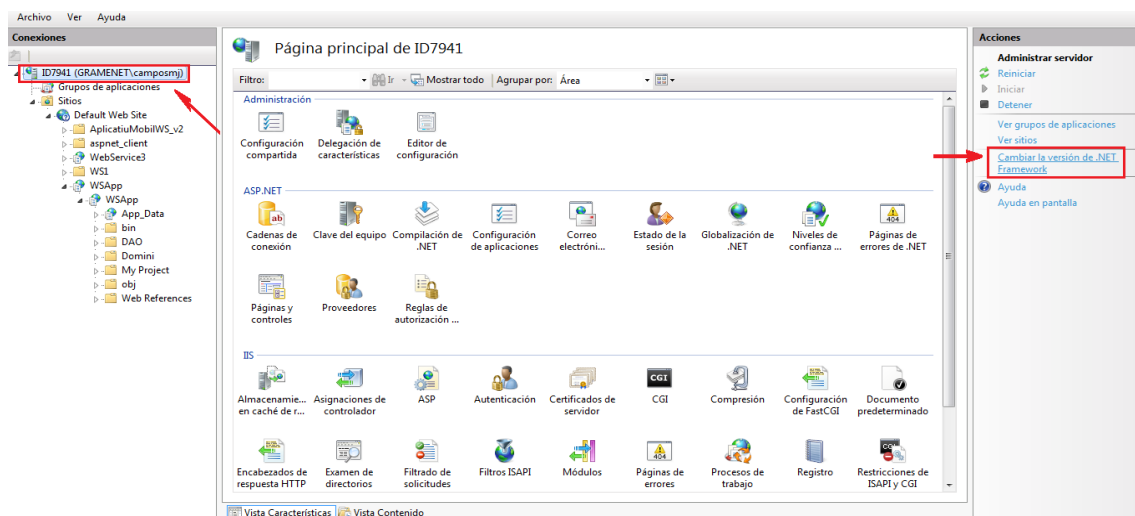 Archivo Ver Ayuda
Conexiones
ID7941 (GRAMENET\camposmj)
Grupos de aplicaciones
Sitios
Default Web Site
AplicatiuMobilWS_v2
aspnet_client
WebService3
WS1
WSApp
WSApp
App_Data
bin
DAO
Domini
My Project
obj
Web References
Página principal de ID7941
Filtro: Ir Mostrar todo Agrupar por: Área
Administración
Configuración compartida
Delegación de características
Editor de configuración
ASP.NET
Cadenas de conexión
Clave del equipo
Compilación de .NET
Configuración de aplicaciones
Correo electróni...
Estado de la sesión
Globalización de .NET
Niveles de confianza ...
Páginas de errores de .NET
Páginas y controles
Proveedores
Reglas de autorización ...
IIS
Almacenamie... en caché de r...
Asignaciones de controlador
ASP
Autenticación
Certificados de servidor
CGI
Compresión
Configuración de FastCGI
Documento predeterminado
Encabezados de respuesta HTTP
Examen de directorios
Filtrado de solicitudes
Filtros ISAPI
Módulos
Páginas de errores
Procesos de trabajo
Registro
Restricciones de ISAPI y CGI
Vista Características Vista Contenido
Acciones
Administrar servidor
Reiniciar
Iniciar
Detener
Ver grupos de aplicaciones
Ver sitios
Cambiar la versión de .NET
Framework
Ayuda
Ayuda en pantalla